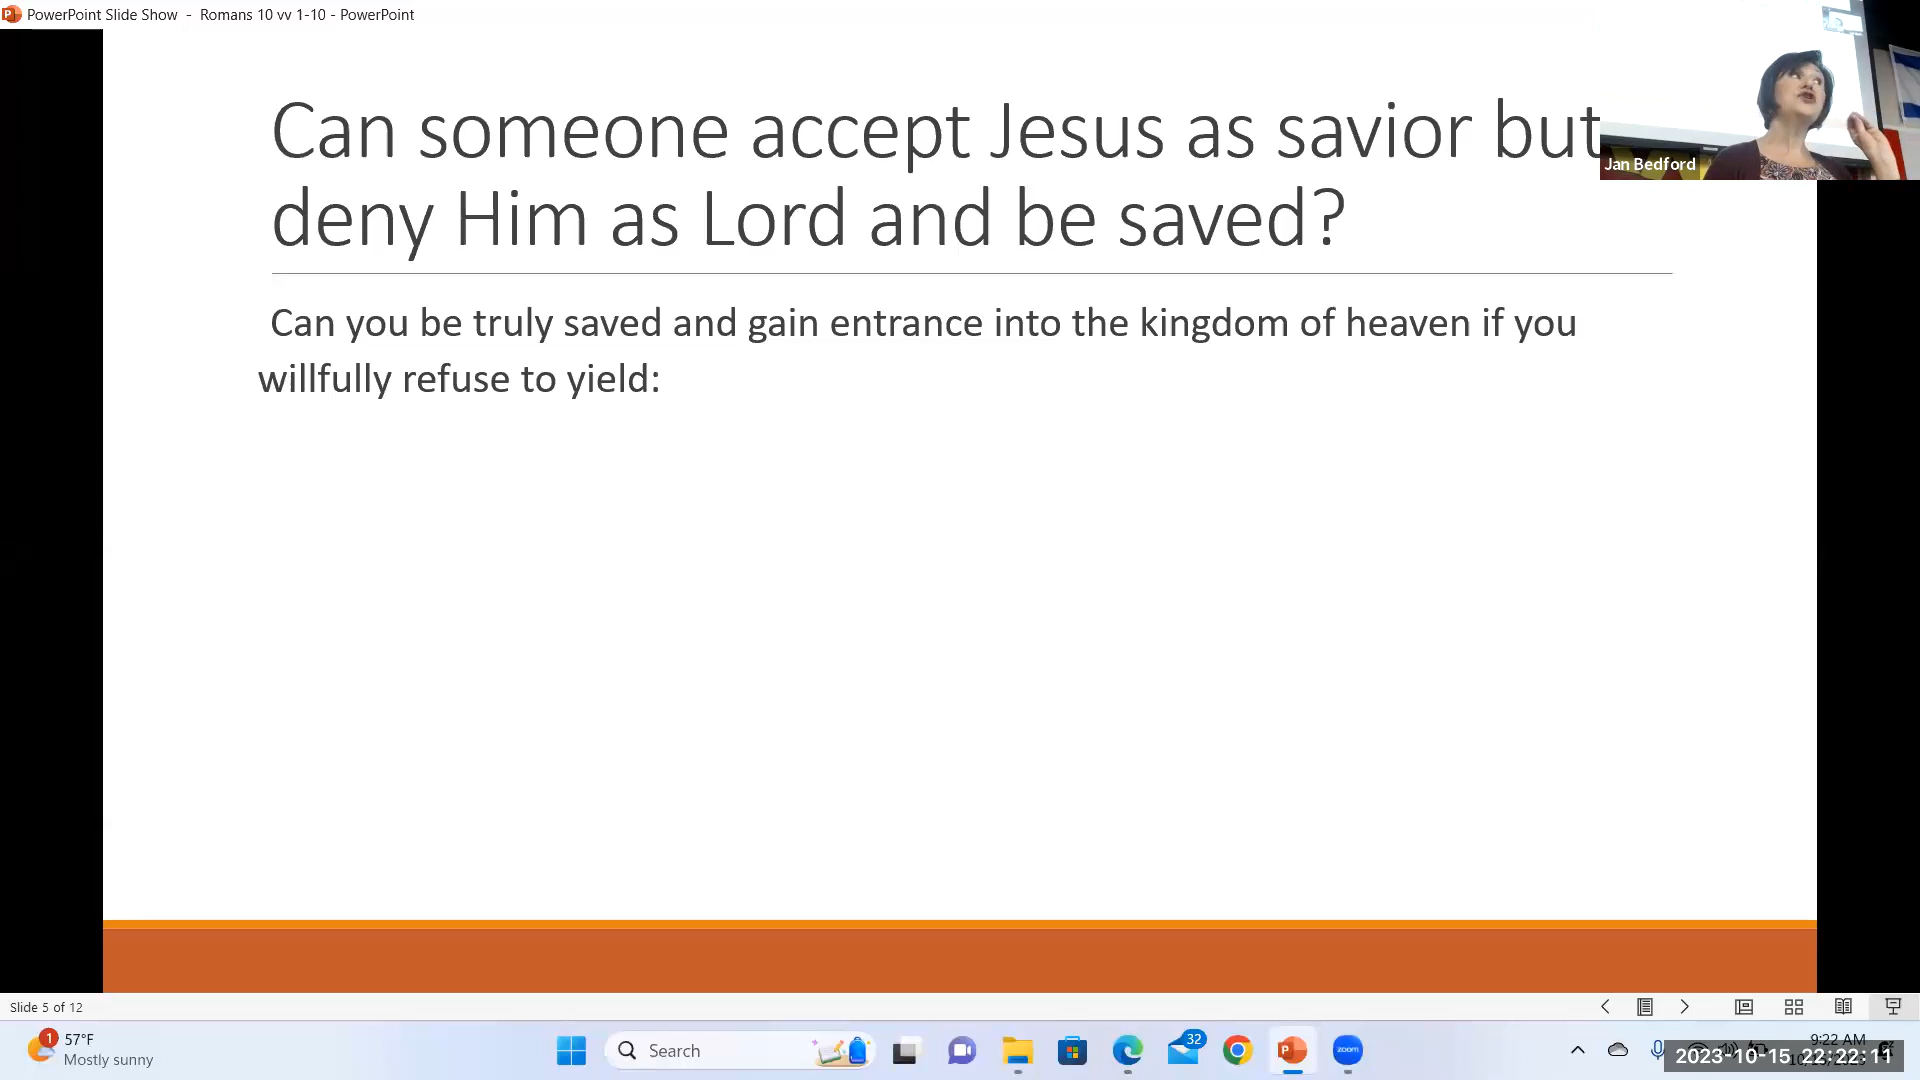 PowerPoint Slide Show - Romans 10 vv 1-10 - PowerPoint
Can someone accept Jesus as savior but
deny Him as Lord and be saved?
Jan Bedford
Can you be truly saved and gain entrance into the kingdom of heaven if you
willfully refuse to yield:
Slide 5 of 12
1
57°F
Mostly sunny
Search
32
zoom
9:22 AM
2023-10-15 22:22:11